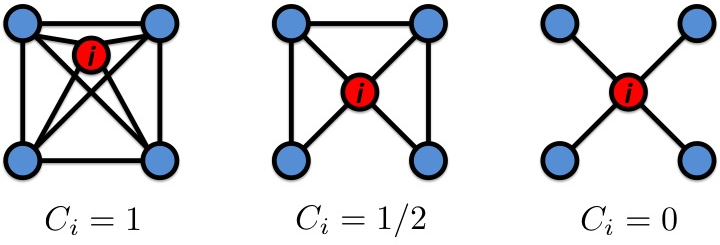 i i i
C_i = 1 C_i = 1/2 C_i = 0